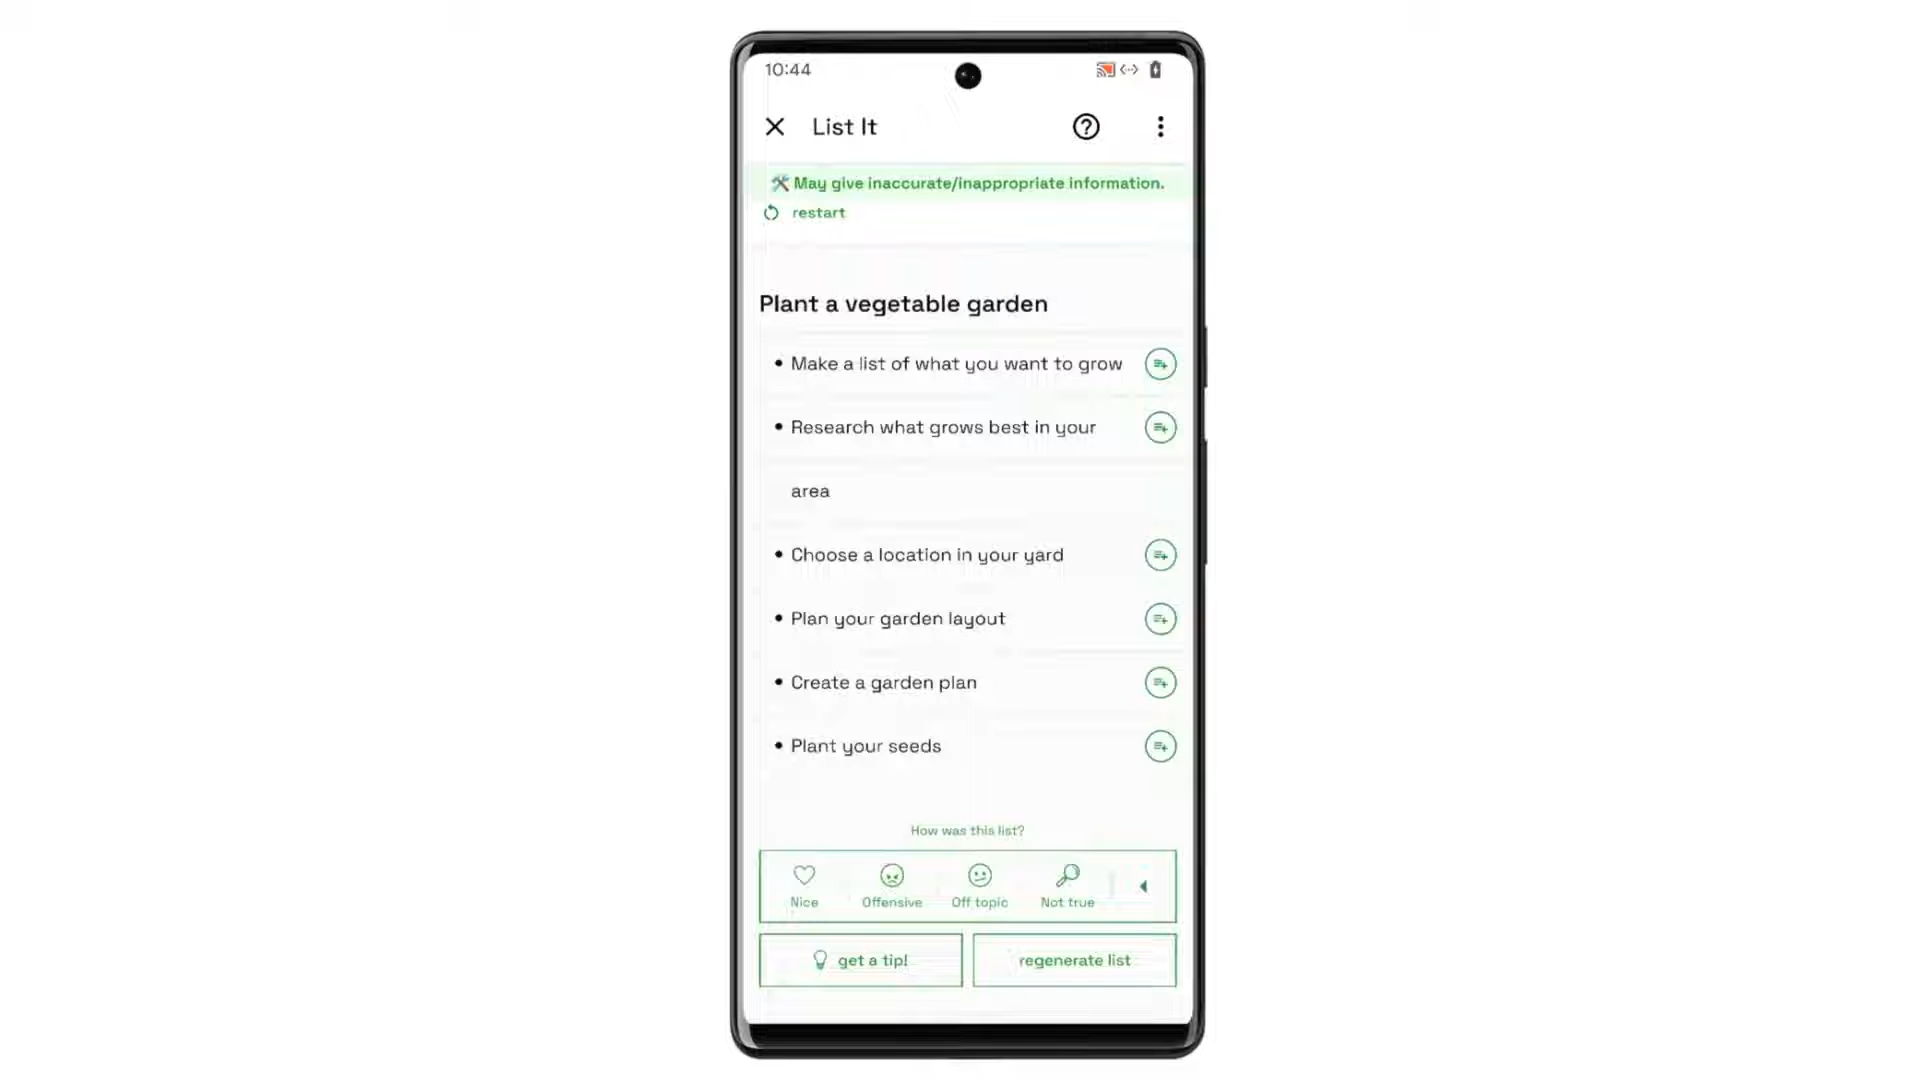 10:44
List It
May give inaccurate/inappropriate information.
restart
Plant a vegetable garden
• Make a list of what you want to grow
• Research what grows best in your
area
• Choose a location in your yard
• Plan your garden layout
• Create a garden plan
• Plant your seeds
How was this list?
Nice Offensive Off topic Not true
get a tip! regenerate list